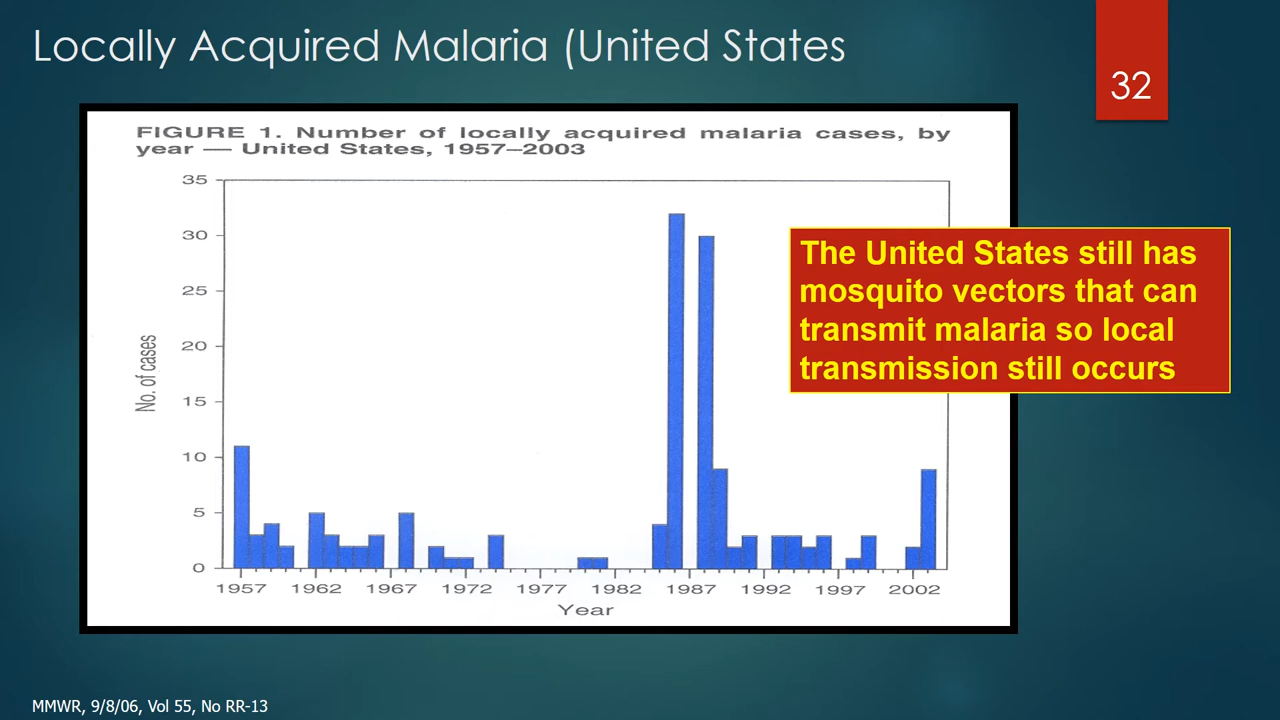 Locally Acquired Malaria (United States
32
FIGURE 1. Number of locally acquired malaria cases, by
year — United States, 1957–2003
35
30
25
20
15
10
5
0
No. of cases
1957 1962 1967 1972 1977 1982 1987 1992 1997 2002
Year
The United States still has
mosquito vectors that can
transmit malaria so local
transmission still occurs
MMWR, 9/8/06, Vol 55, No RR-13